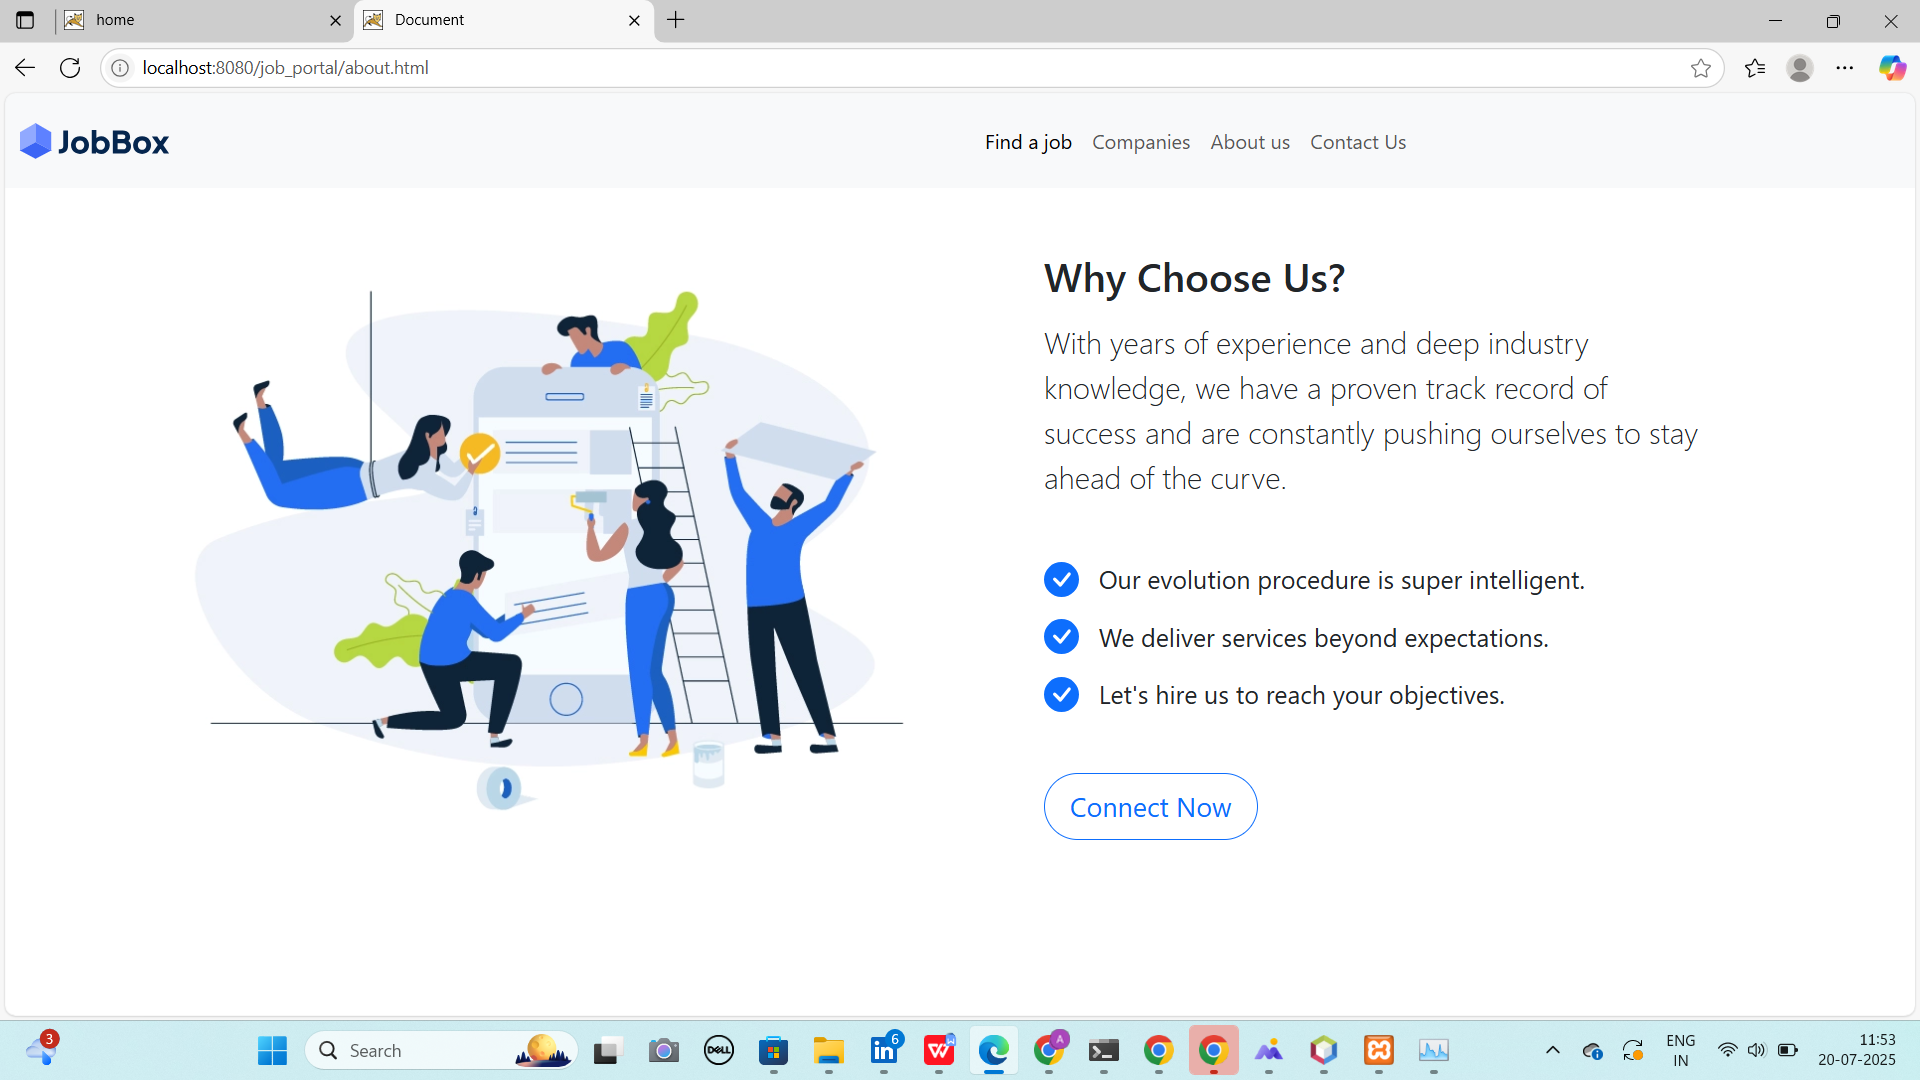 home
Document
localhost:8080/job_portal/about.html
JobBox
Find a job
Companies
About us
Contact Us
Why Choose Us?
With years of experience and deep industry
knowledge, we have a proven track record of
success and are constantly pushing ourselves to stay
ahead of the curve.
Our evolution procedure is super intelligent.
We deliver services beyond expectations.
Let's hire us to reach your objectives.
Connect Now
3
Search
DELL
in
6
W
A
ENG
IN
11:53
20-07-2025